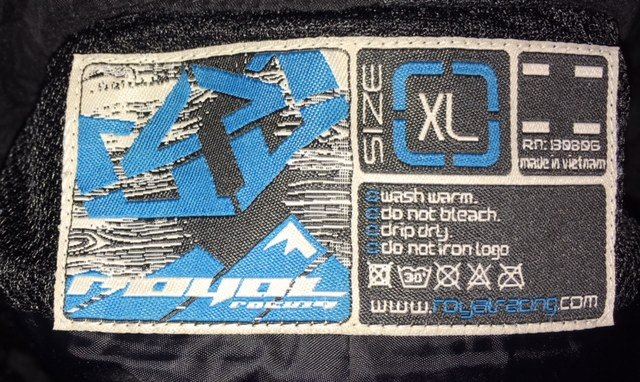 SIZE
XL
RN: 130806
made in vietnam
wash warm.
do not bleach.
drip dry.
do not iron logo
30°
royal
racing
www.royalracing.com